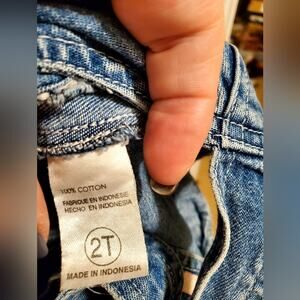 100% COTTON
FABRIQUE EN INDONESIE
HECHO EN INDONESIA
2T
MADE IN INDONESIA